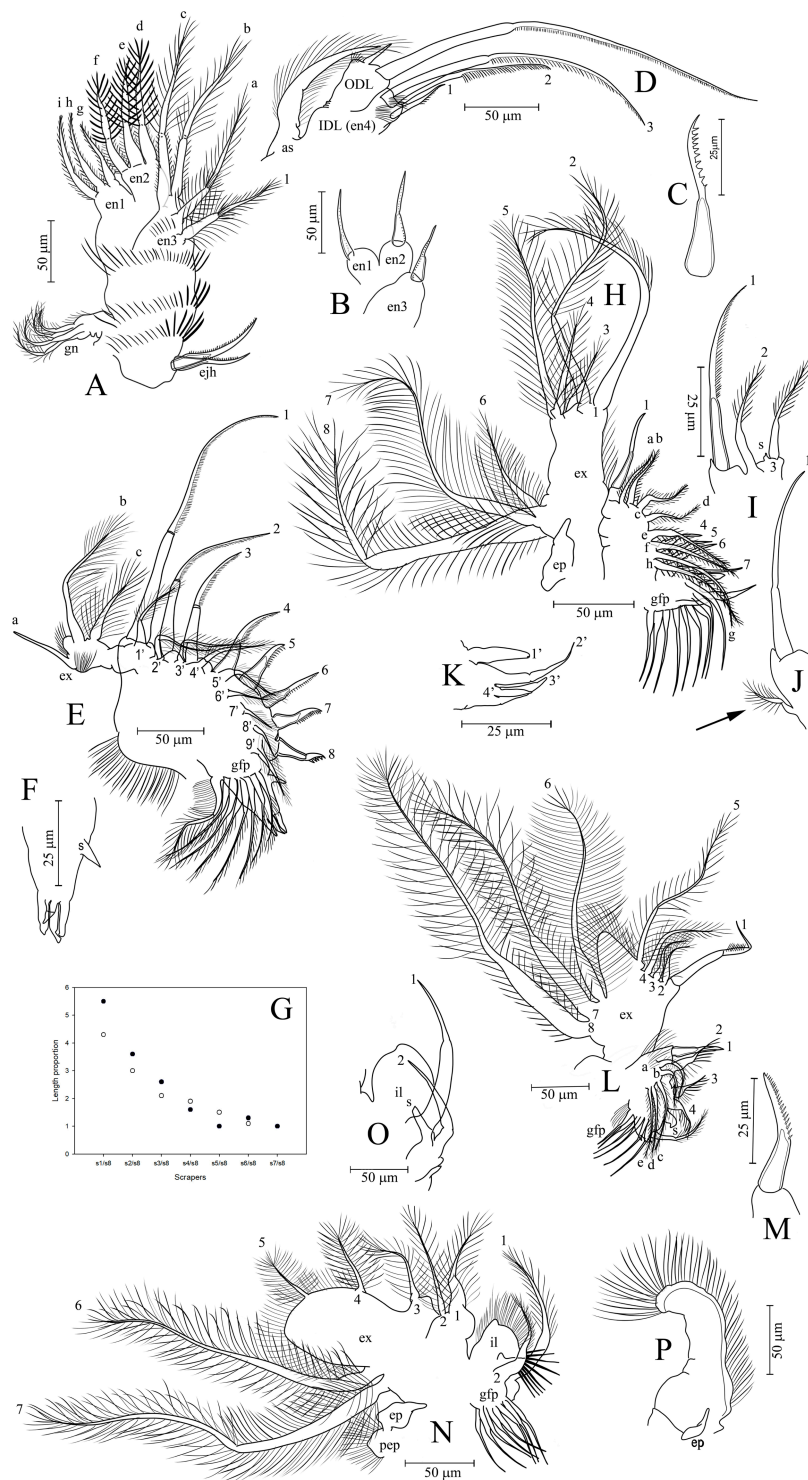 c
d
b
e
f
a
i h
g
en1
en2
1
en3
50 μm
gn
ejh
A
ODL
IDL (en4)
as
1
2
3
D
50 μm
50 μm
en1
en2
en3
B
C
25μm
2
5
H
4
3
7
6
8
1
1
a b
c
d
4
5
6
e
f
h
7
g
ex
ep
gfp
50 μm
1
2
25 μm
s
3
I
1
J
1
b
2
c
3
a
4
ex
1'
2'
3'
4'
5
5'
6
6'
7'
7
8'
9'
8
E
50 μm
gfp
K
1'
2'
3'
4'
25 μm
F
25 μm
s
G
6
5
4
3
2
1
0
Length proportion
s1/s8
s2/s8
s3/s8
s4/s8
s5/s8
s6/s8
s7/s8
Scrapers
6
5
1
4
3
2
7
8
ex
L
50 μm
a
b
2
1
3
4
s
gfp
e
d
c
1
2
il
s
O
50 μm
25 μm
M
5
4
3
2
1
1
6
ex
il
2
gfp
7
ep
pep
N
50 μm
P
50 μm
ep